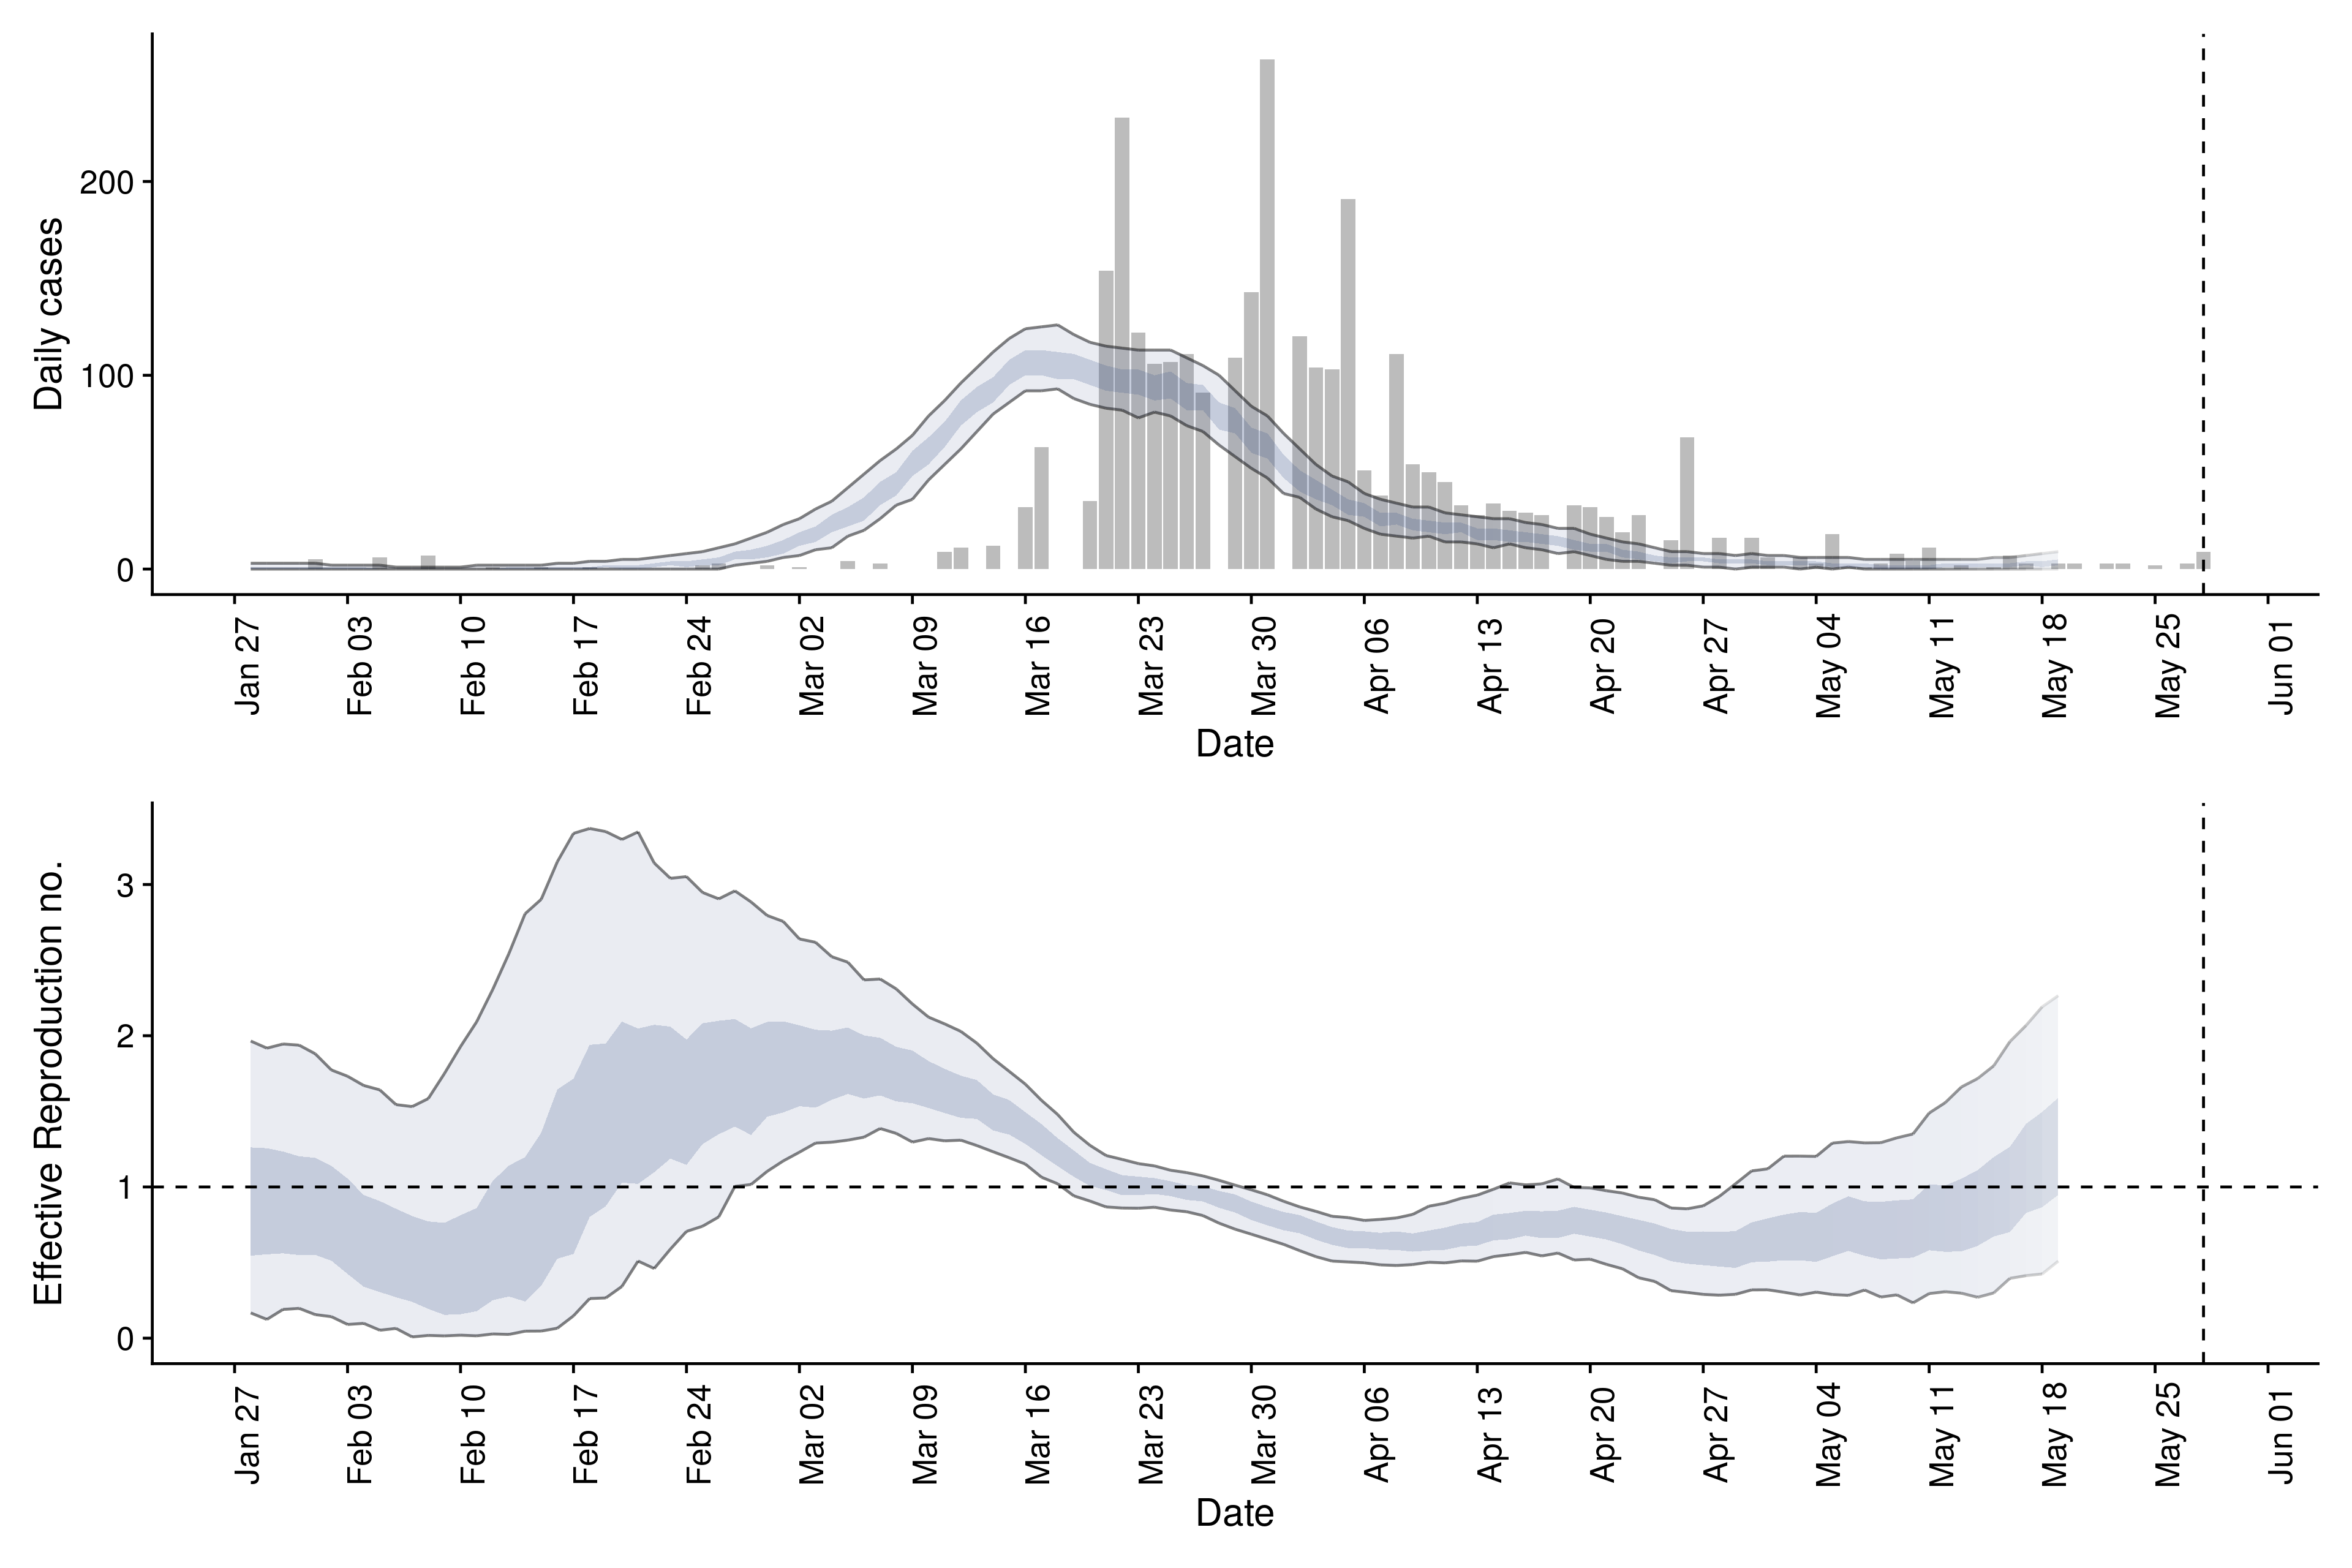 Daily cases
200
100
0
Jan 27
Feb 03
Feb 10
Feb 17
Feb 24
Mar 02
Mar 09
Mar 16
Mar 23
Mar 30
Apr 06
Apr 13
Apr 20
Apr 27
May 04
May 11
May 18
May 25
Jun 01
Date
Effective Reproduction no.
3
2
1
0
Jan 27
Feb 03
Feb 10
Feb 17
Feb 24
Mar 02
Mar 09
Mar 16
Mar 23
Mar 30
Apr 06
Apr 13
Apr 20
Apr 27
May 04
May 11
May 18
May 25
Jun 01
Date